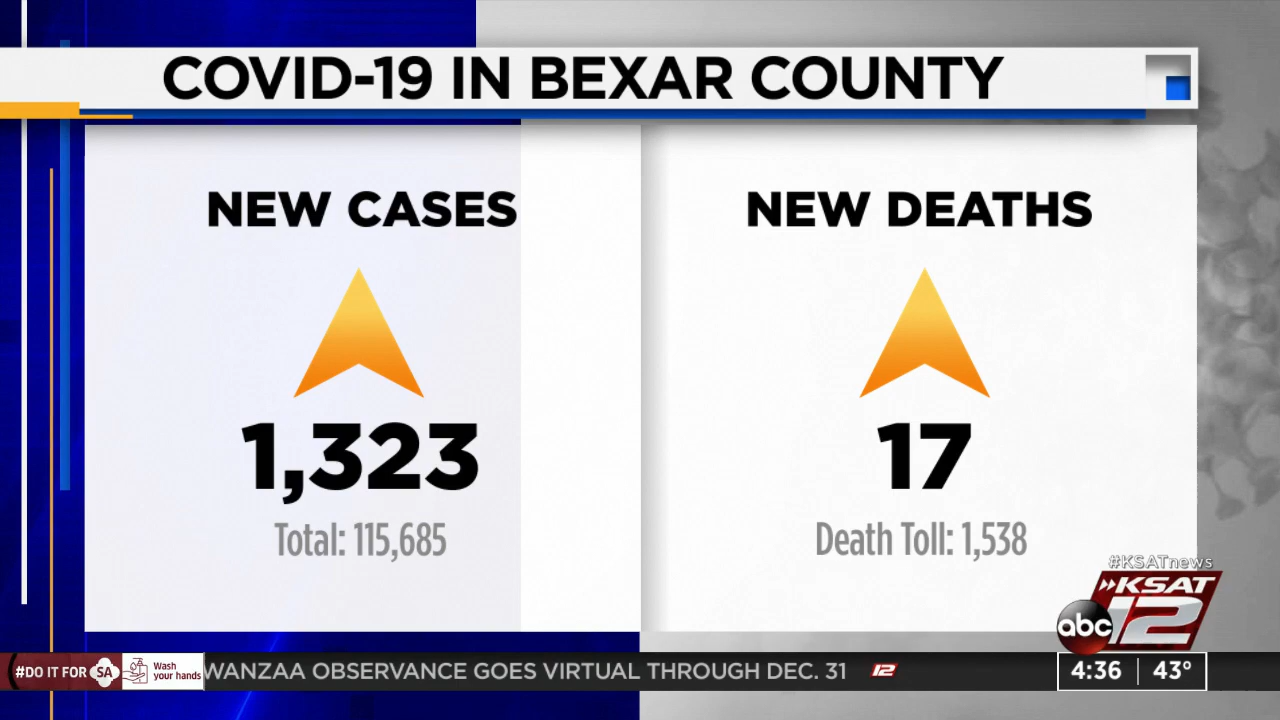 COVID-19 IN BEXAR COUNTY
NEW CASES
1,323
Total: 115,685
NEW DEATHS
17
Death Toll: 1,538
#KSATnews
KSAT
12
abc
#DO IT FOR SA
Wash
your hands
WANZAA OBSERVANCE GOES VIRTUAL THROUGH DEC. 31
12
4:36
43°